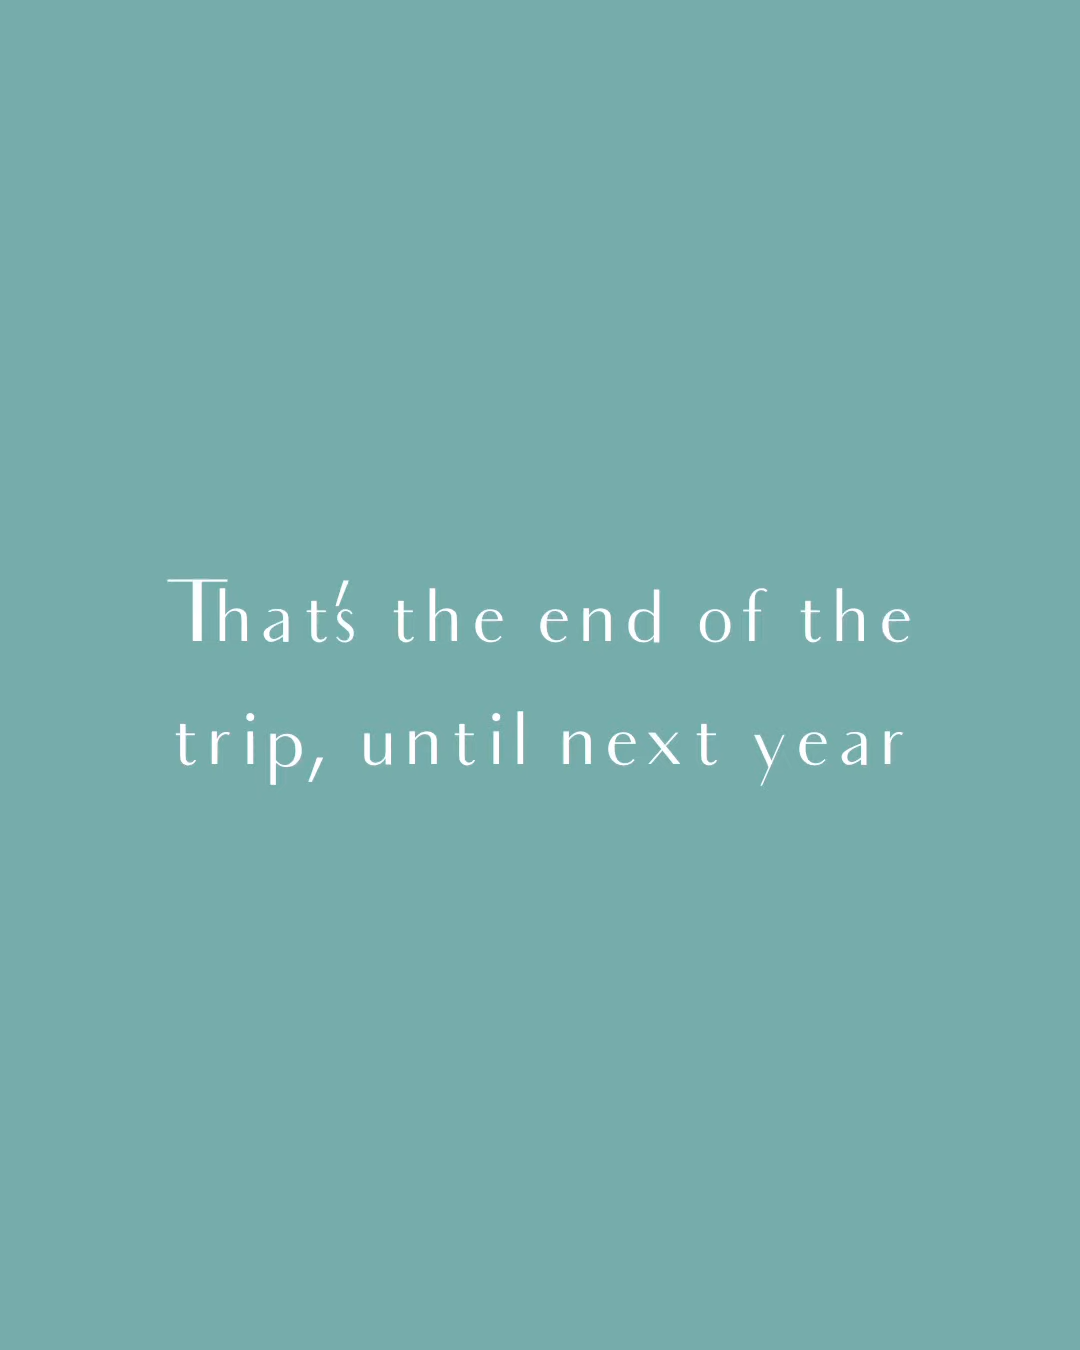 That's the end of the
trip, until next year